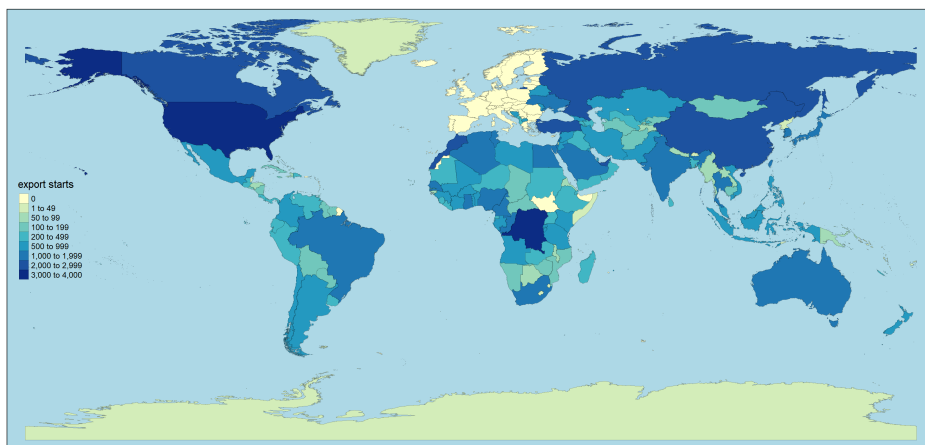 export starts
0
1 to 49
50 to 99
100 to 199
200 to 499
500 to 999
1,000 to 1,999
2,000 to 2,999
3,000 to 4,000